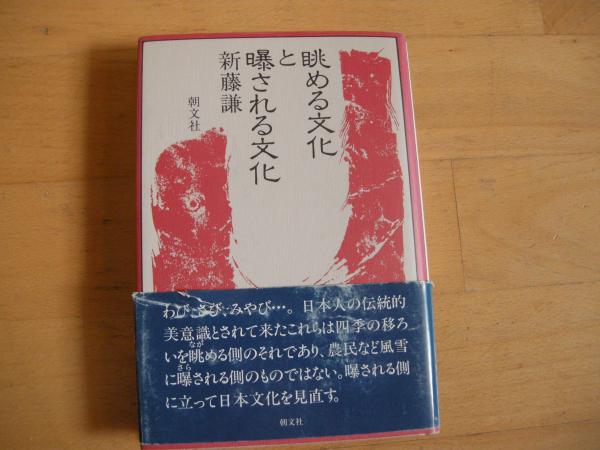 眺める文化
と
曝される文化
新藤謙
朝文社
わび、さび、みやび…。日本人の伝統的
美意識とされて来たこれらは四季の移ろ
いを眺める側のそれであり、農民など風雪
なが
に曝される側のものではない。曝される側
さら
に立って日本文化を見直す。
朝文社